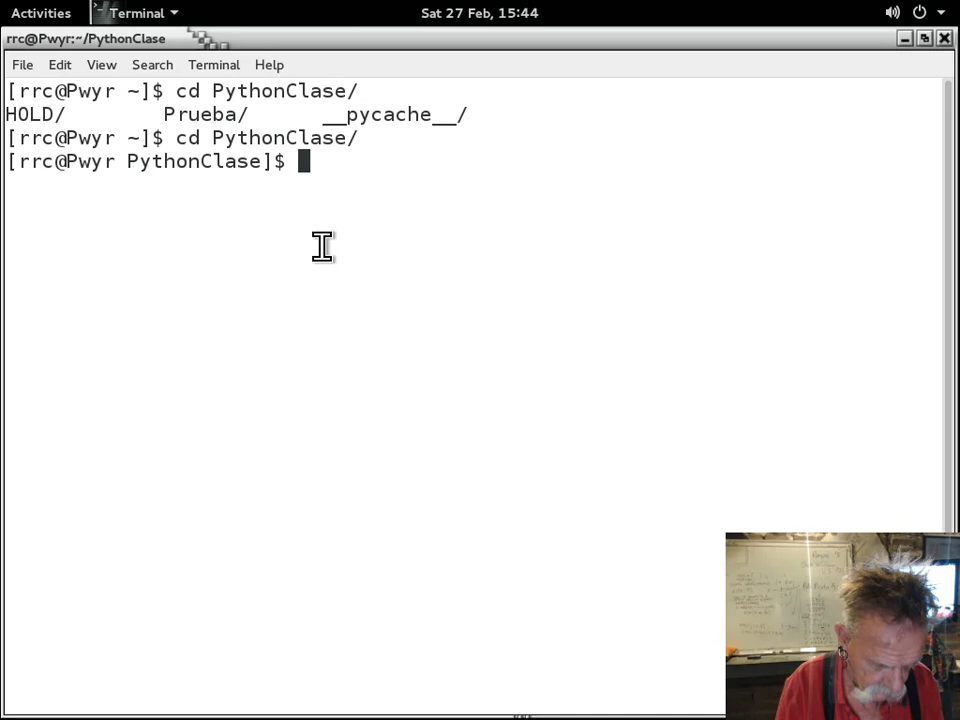 Activities Terminal Sat 27 Feb, 15:44
rrc@Pwyr:~/PythonClase
File Edit View Search Terminal Help
[rrc@Pwyr ~]$ cd PythonClase/
HOLD/ Prueba/ __pycache__/
[rrc@Pwyr ~]$ cd PythonClase/
[rrc@Pwyr PythonClase]$